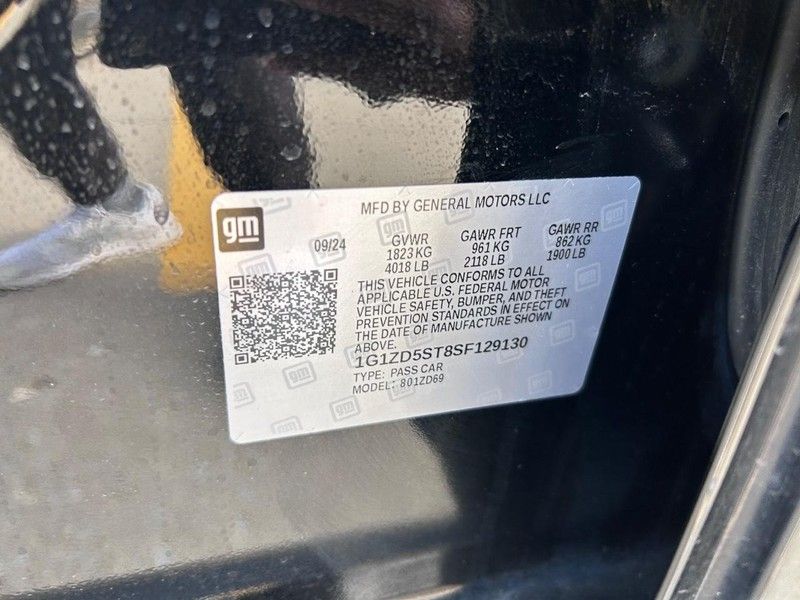 MFD BY GENERAL MOTORS LLC
gm
09/24
GVWR GAWR FRT GAWR RR
1823 KG 961 KG 862 KG
4018 LB 2118 LB 1900 LB
THIS VEHICLE CONFORMS TO ALL
APPLICABLE U.S. FEDERAL MOTOR
VEHICLE SAFETY, BUMPER, AND THEFT
PREVENTION STANDARDS IN EFFECT ON
THE DATE OF MANUFACTURE SHOWN
ABOVE.
1G1ZD5ST8SF129130
TYPE: PASS CAR
MODEL: 801ZD69